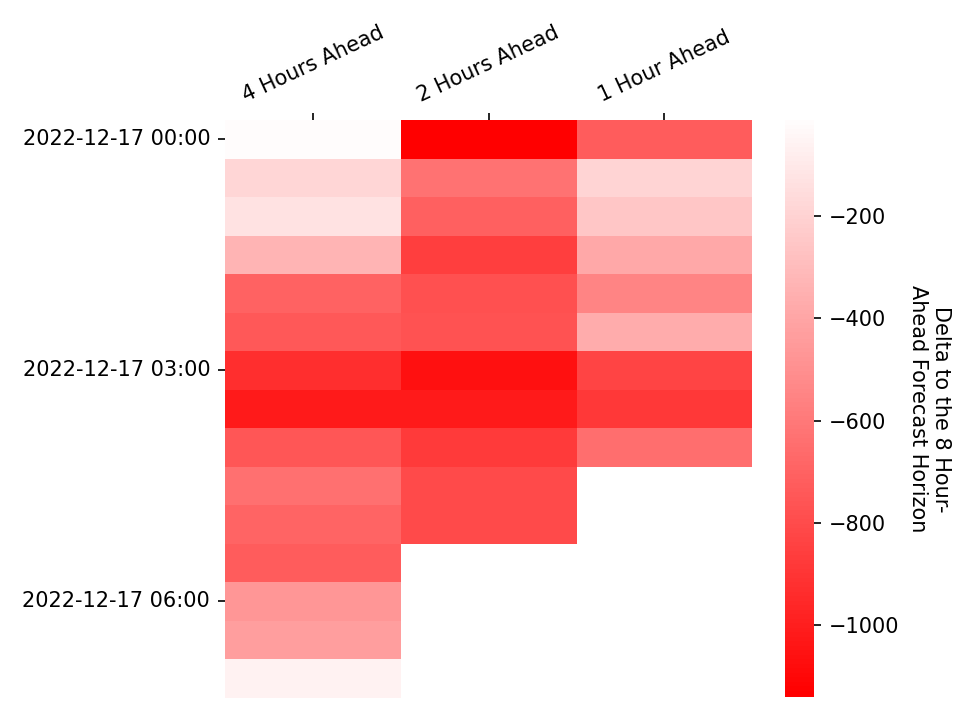 4 Hours Ahead
2 Hours Ahead
1 Hour Ahead
2022-12-17 00:00
2022-12-17 03:00
2022-12-17 06:00
−200
−400
−600
−800
−1000
Delta to the 8 Hour-
Ahead Forecast Horizon